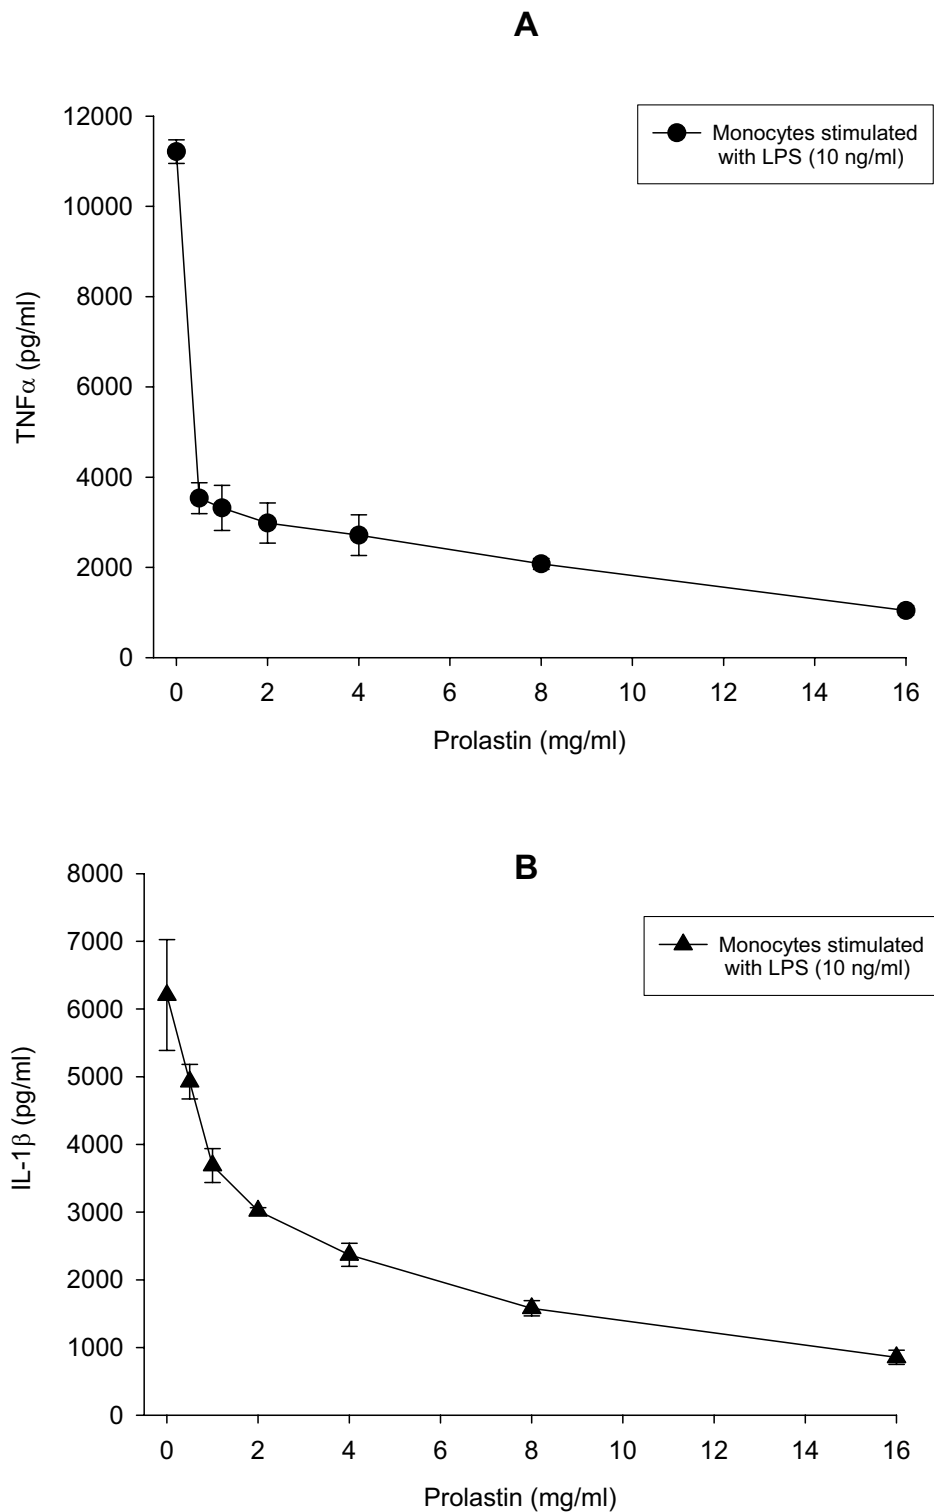 A
12000
10000
8000
6000
4000
2000
0
TNFα (pg/ml)
Monocytes stimulated
with LPS (10 ng/ml)
0 2 4 6 8 10 12 14 16
Prolastin (mg/ml)
B
8000
7000
6000
5000
4000
3000
2000
1000
0
IL-1β (pg/ml)
Monocytes stimulated
with LPS (10 ng/ml)
0 2 4 6 8 10 12 14 16
Prolastin (mg/ml)